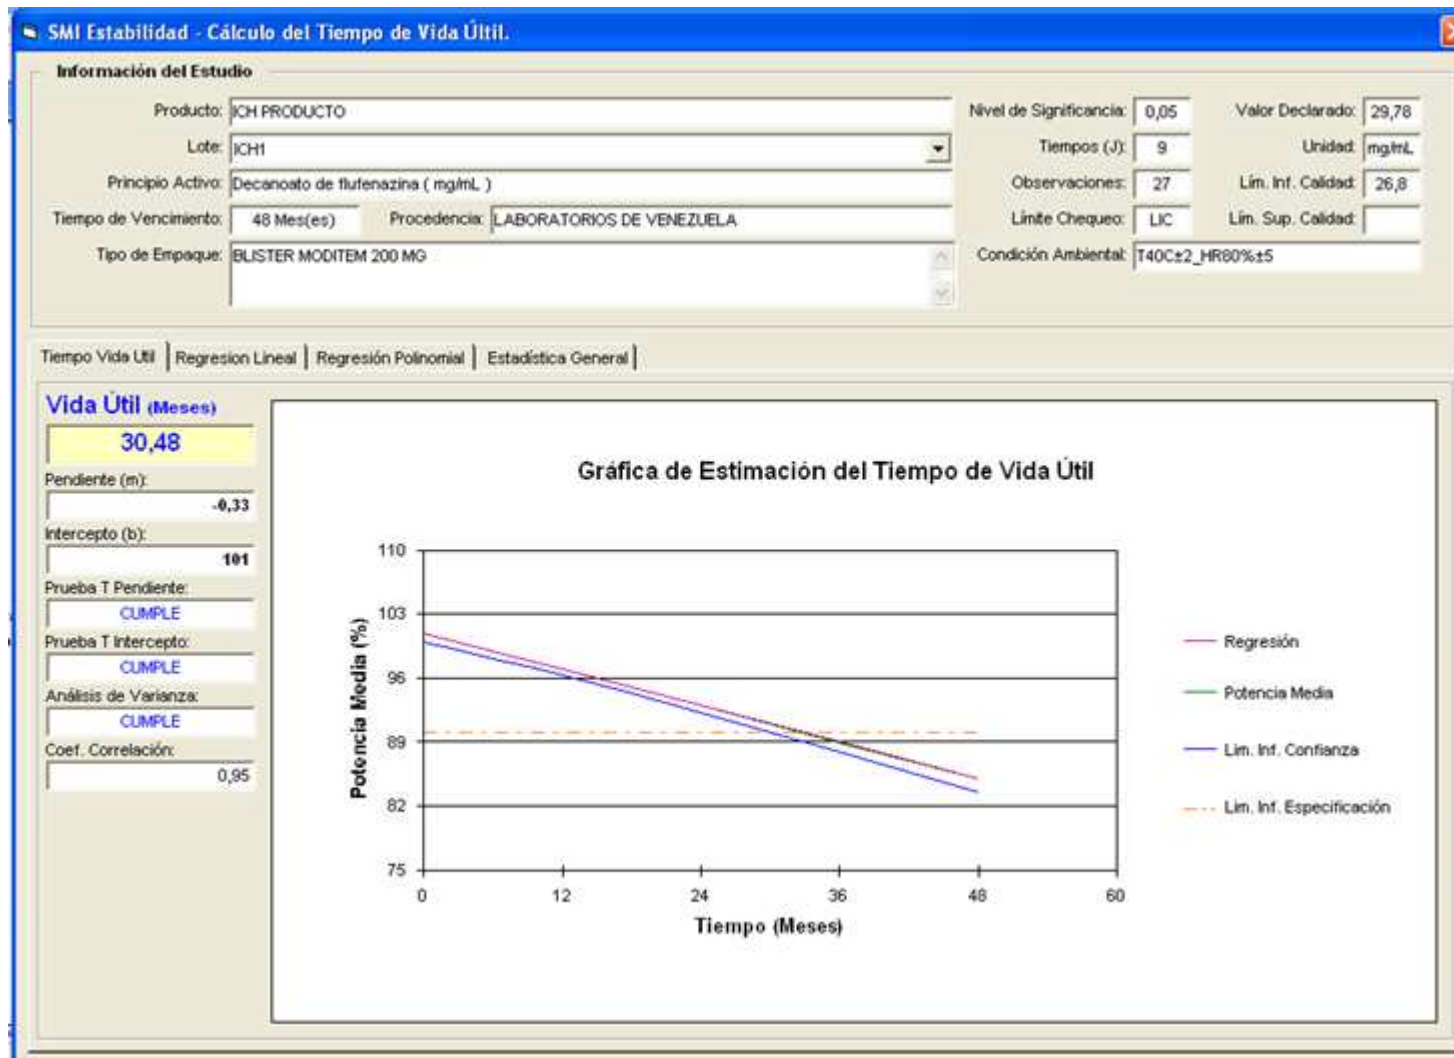 SMI Estabilidad - Cálculo del Tiempo de Vida Últil.
Información del Estudio
Producto: ICH PRODUCTO Nivel de Significancia: 0,05 Valor Declarado: 29,78
Lote: ICH1 Tiempos (J): 9 Unidad: mg/mL
Principio Activo: Decanoato de flufenazina ( mg/mL ) Observaciones: 27 Lím. Inf. Calidad: 26,8
Tiempo de Vencimiento: 48 Mes(es) Procedencia: LABORATORIOS DE VENEZUELA Límite Chequeo: LIC Lím. Sup. Calidad:
Tipo de Empaque: BLISTER MODITEM 200 MG Condición Ambiental: T40C±2_HR80%±5
Tiempo Vida Util Regresion Lineal Regresión Polinomial Estadística General
Vida Útil (Meses)
30,48
Pendiente (m):
-0,33
Intercepto (b):
101
Prueba T Pendiente:
CUMPLE
Prueba T Intercepto:
CUMPLE
Análisis de Varianza:
CUMPLE
Coef. Correlación:
0,95
Gráfica de Estimación del Tiempo de Vida Útil
Potencia Media (%)
110
103
96
89
82
75
0 12 24 36 48 60
Tiempo (Meses)
Regresión
Potencia Media
Lim. Inf. Confianza
Lim. Inf. Especificación